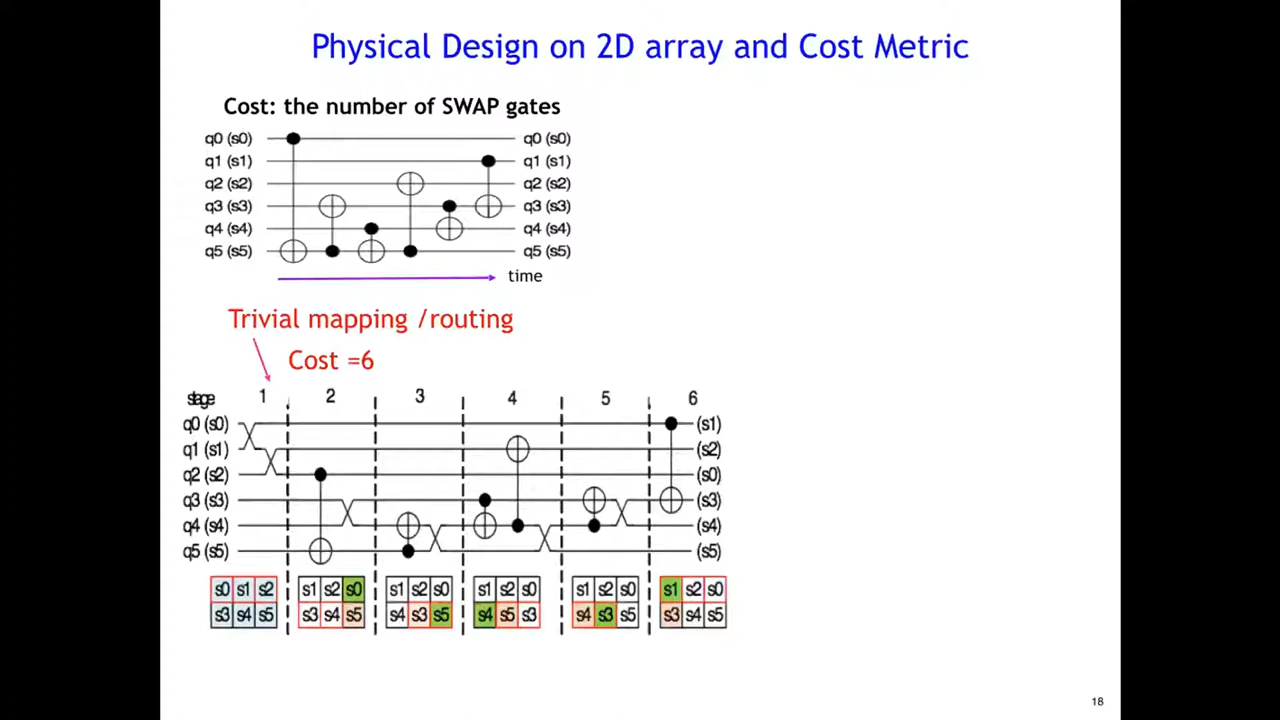 Physical Design on 2D array and Cost Metric
Cost: the number of SWAP gates
q0 (s0) q0 (s0)
q1 (s1) q1 (s1)
q2 (s2) q2 (s2)
q3 (s3) q3 (s3)
q4 (s4) q4 (s4)
q5 (s5) q5 (s5)
time
Trivial mapping /routing
Cost =6
stage 1 2 3 4 5 6
q0 (s0) (s1)
q1 (s1) (s2)
q2 (s2) (s0)
q3 (s3) (s3)
q4 (s4) (s4)
q5 (s5) (s5)
s0 s1 s2 s1 s2 s0 s1 s2 s0 s1 s2 s0 s1 s2 s0 s1 s2 s0
s3 s4 s5 s3 s4 s5 s4 s3 s5 s4 s5 s3 s4 s3 s5 s3 s4 s5
18